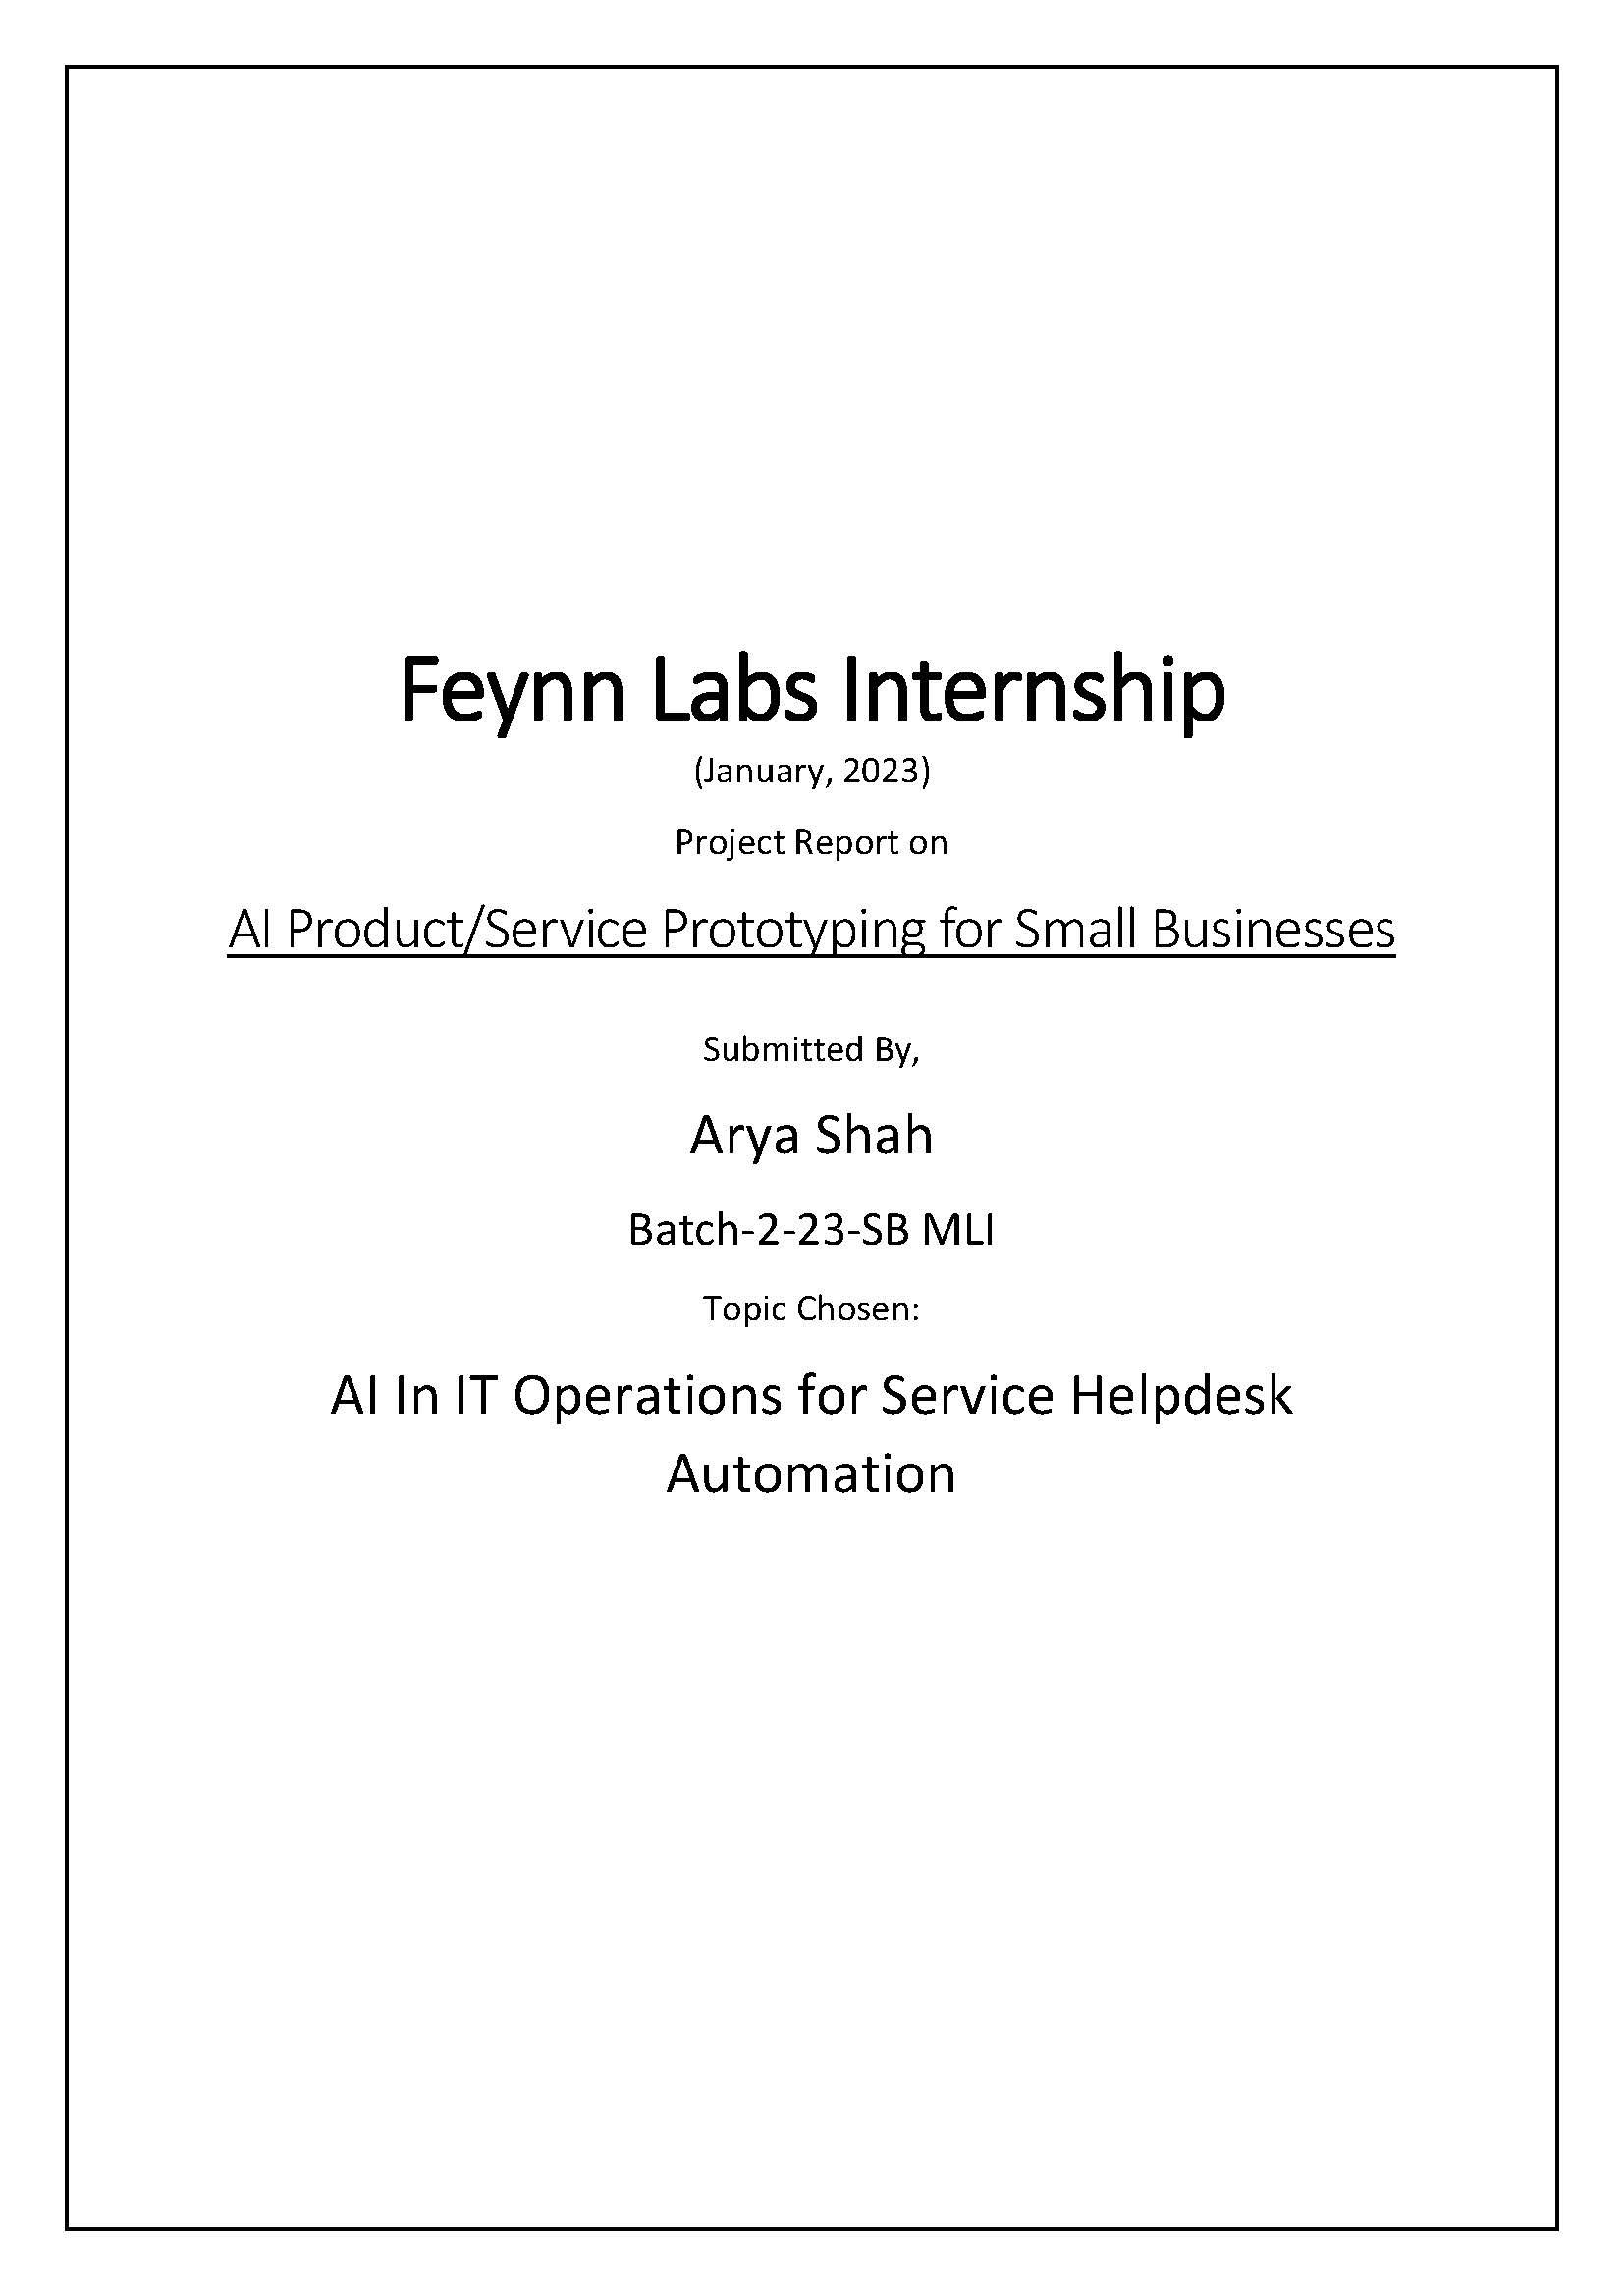 Feynn Labs Internship
(January, 2023)
Project Report on
AI Product/Service Prototyping for Small Businesses
Submitted By,
Arya Shah
Batch-2-23-SB MLI
Topic Chosen:
AI In IT Operations for Service Helpdesk
Automation